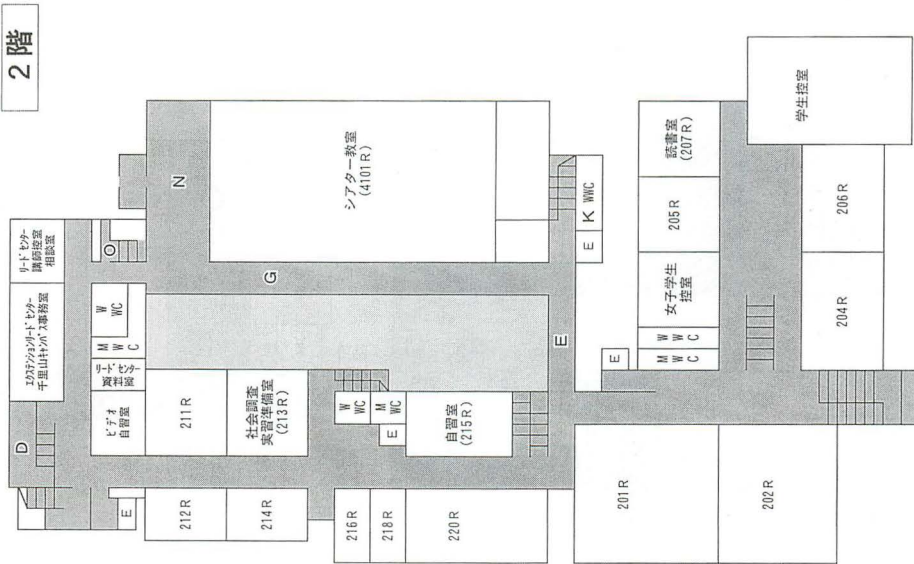 2階
リードセンター
講師控室
相談室
エクステンションリードセンター
千里山キャンパス事務室
D
O
N
W
WC
M
WC
リードセンター
資料室
ビデオ
自習室
E
シアター教室
(4101R)
G
211R
社会調査
実習準備室
(213R)
212R
214R
W
WC
M
WC
E
自習室
(215R)
216R
218R
220R
E
K
WWC
E
E
読書室
(207R)
205R
女子学生
控室
W
WC
M
WC
学生控室
206R
204R
201R
202R